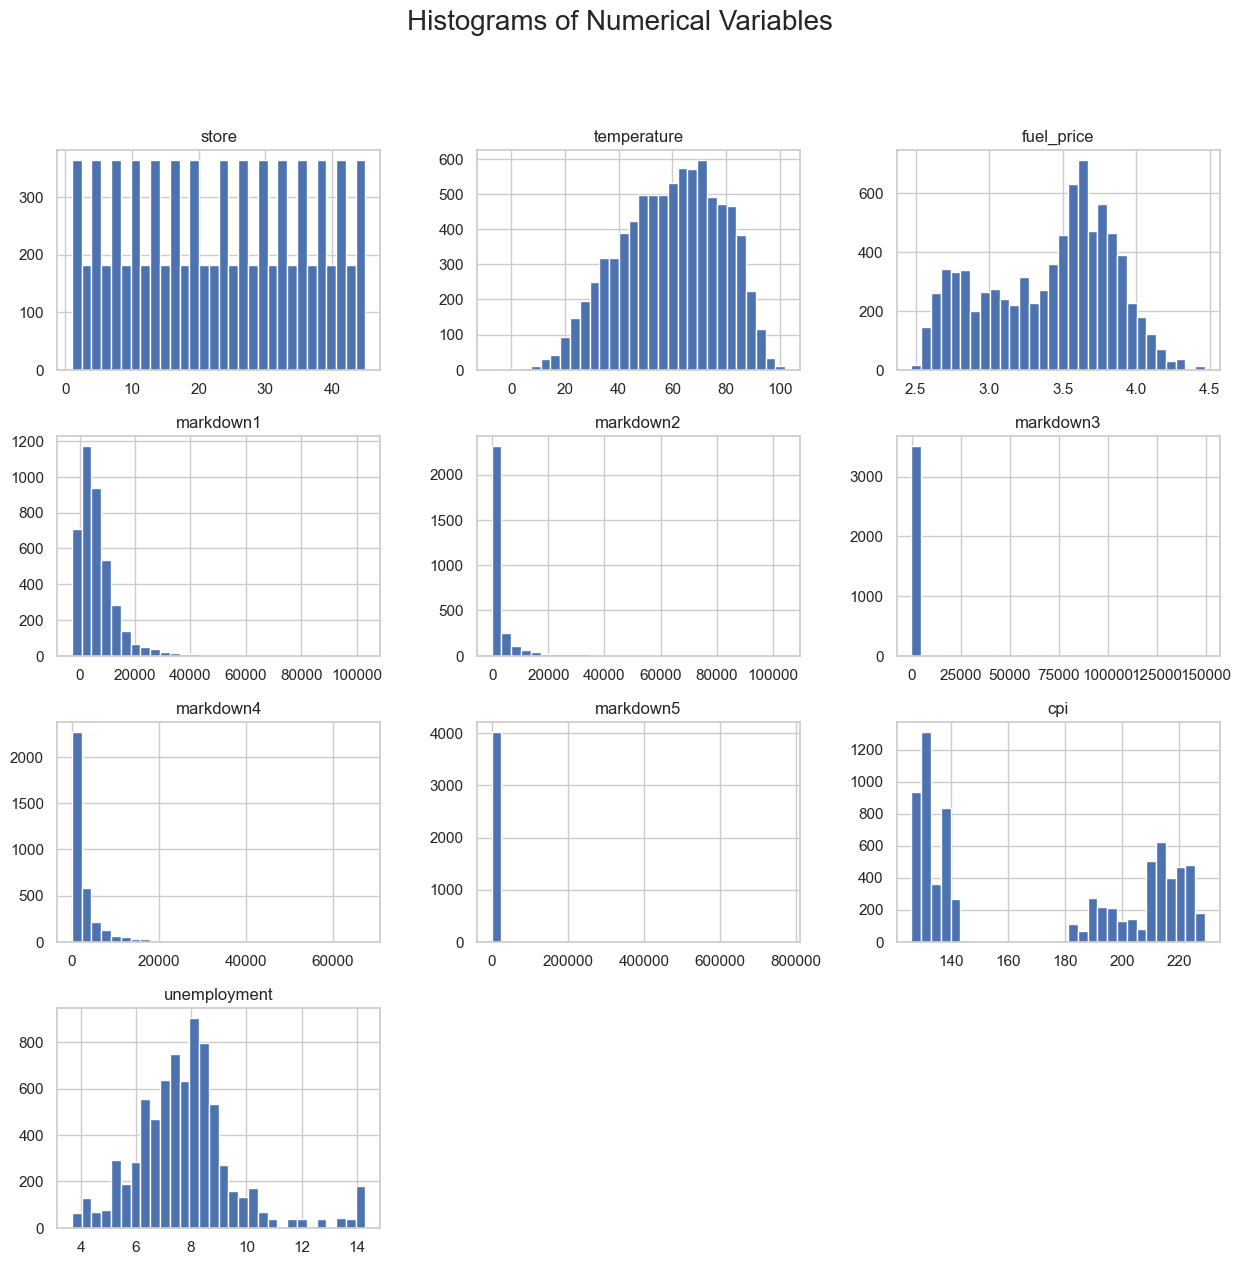 Histograms of Numerical Variables
store temperature fuel_price
300 600 600
200 500 400
100 400 200
0 300 0
200
100
0
0 10 20 30 40 0 20 40 60 80 100 2.5 3.0 3.5 4.0 4.5
markdown1 markdown2 markdown3
1200 2000 3000
1000 1500 2000
800 1000 1000
600 500 0
400 0
200
0
0 20000 40000 60000 80000 100000 0 20000 40000 60000 80000 100000 0 25000 50000 75000 100000 125000 150000
markdown4 markdown5 cpi
2000 4000 1200
1500 3000 1000
1000 2000 800
500 1000 600
0 0 400
200
0
0 20000 40000 60000 0 200000 400000 600000 800000 140 160 180 200 220
unemployment
800
600
400
200
0
4 6 8 10 12 14